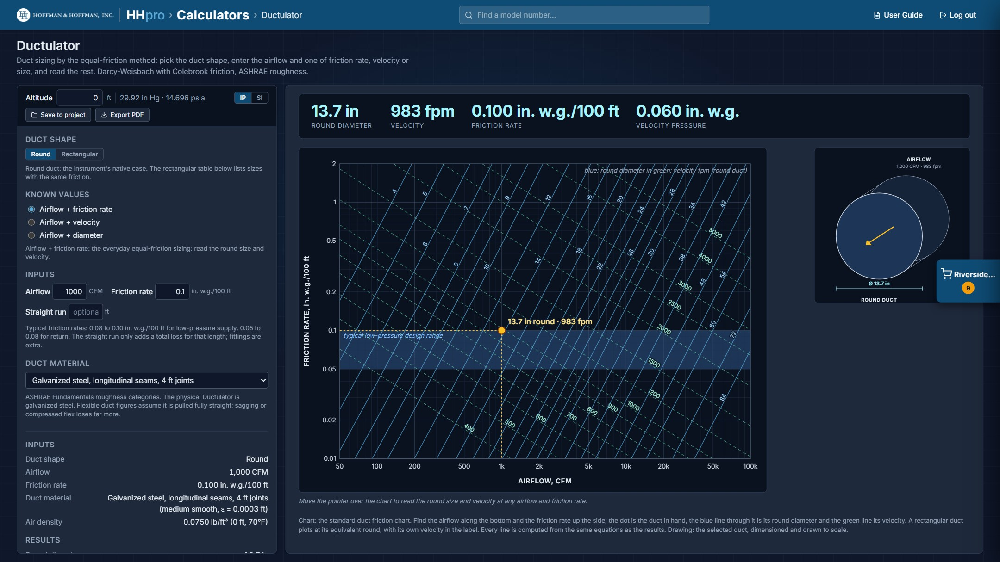 HOFFMAN & HOFFMAN, INC. HHpro › Calculators › Ductulator
Find a model number...
User Guide
Log out
Ductulator
Duct sizing by the equal-friction method: pick the duct shape, enter the airflow and one of friction rate, velocity or
size, and read the rest. Darcy-Weisbach with Colebrook friction, ASHRAE roughness.
Altitude 0 ft 29.92 in Hg · 14.696 psia IP SI
Save to project Export PDF
DUCT SHAPE
Round Rectangular
Round duct: the instrument's native case. The rectangular table below lists sizes
with the same friction.
KNOWN VALUES
Airflow + friction rate
Airflow + velocity
Airflow + diameter
Airflow + friction rate: the everyday equal-friction sizing: read the round size and
velocity.
INPUTS
Airflow 1000 CFM Friction rate 0.1 in. w.g./100 ft
Straight run optiona ft
Typical friction rates: 0.08 to 0.10 in. w.g./100 ft for low-pressure supply, 0.05 to
0.08 for return. The straight run only adds a total loss for that length; fittings are
extra.
DUCT MATERIAL
Galvanized steel, longitudinal seams, 4 ft joints
ASHRAE Fundamentals roughness categories. The physical Ductulator is
galvanized steel. Flexible duct figures assume it is pulled fully straight; sagging or
compressed flex loses far more.
INPUTS
Duct shape Round
Airflow 1,000 CFM
Friction rate 0.100 in. w.g./100 ft
Duct material Galvanized steel, longitudinal seams, 4 ft joints
(medium smooth, ε = 0.0003 ft)
Air density 0.0750 lb/ft³ (0 ft, 70°F)
RESULTS
13.7 in 983 fpm 0.100 in. w.g./100 ft 0.060 in. w.g.
ROUND DIAMETER VELOCITY FRICTION RATE VELOCITY PRESSURE
blue: round diameter in green: velocity fpm (round duct)
FRICTION RATE, in. w.g./100 ft
2
1
0.5
0.2
0.1
0.05
0.02
0.01
4 5 7 9 12 16 20 24 28 34 42
6 8 10 14 18 22 26 30 38 48 54
60 72 84
5000
4000
3000
2500
2000
1500
1200
1000
900
800
700
600
500
400
13.7 in round · 983 fpm
typical low-pressure design range
50 100 200 500 1k 2k 5k 10k 20k 50k 100k
AIRFLOW, CFM
AIRFLOW
1,000 CFM · 983 fpm
Ø 13.7 in
ROUND DUCT
Riverside...
9
Move the pointer over the chart to read the round size and velocity at any airflow and friction rate.
Chart: the standard duct friction chart. Find the airflow along the bottom and the friction rate up the side; the dot is the duct in hand, the blue line through it is its round diameter and the green line its velocity. A rectangular duct
plots at its equivalent round, with its own velocity in the label. Every line is computed from the same equations as the results. Drawing: the selected duct, dimensioned and drawn to scale.